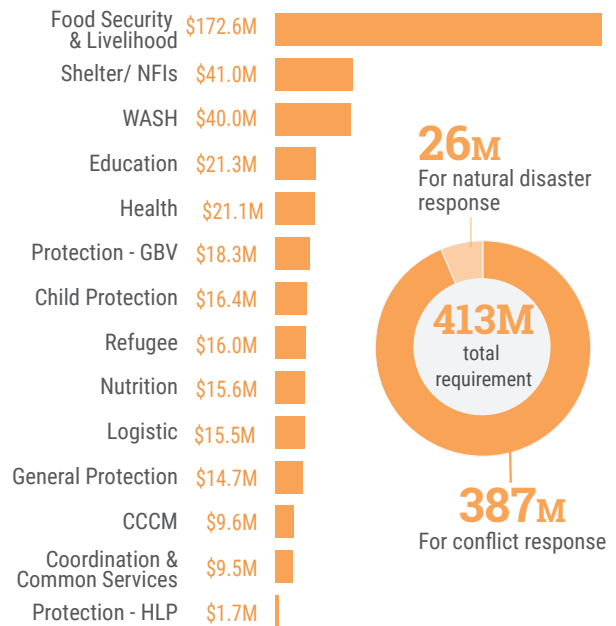 Food Security
& Livelihood
$172.6M
Shelter/ NFIs $41.0M
WASH $40.0M
Education $21.3M
Health $21.1M
Protection - GBV $18.3M
Child Protection $16.4M
Refugee $16.0M
Nutrition $15.6M
Logistic $15.5M
General Protection $14.7M
CCCM $9.6M
Coordination &
Common Services
$9.5M
Protection - HLP $1.7M
26M
For natural disaster
response
413M
total
requirement
387M
For conflict response